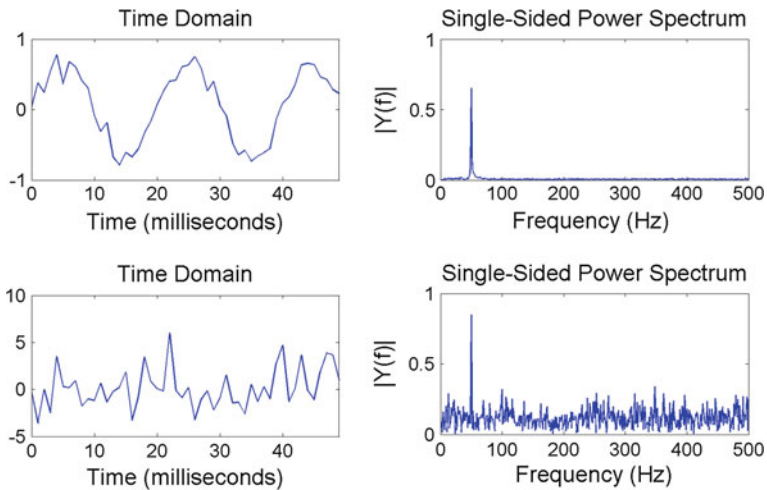 Time Domain
1
0
-1
0 10 20 30 40
Time (milliseconds)
Single-Sided Power Spectrum
|Y(f)|
1
0.5
0
0 100 200 300 400 500
Frequency (Hz)
Time Domain
10
5
0
-5
0 10 20 30 40
Time (milliseconds)
Single-Sided Power Spectrum
|Y(f)|
1
0.5
0
0 100 200 300 400 500
Frequency (Hz)